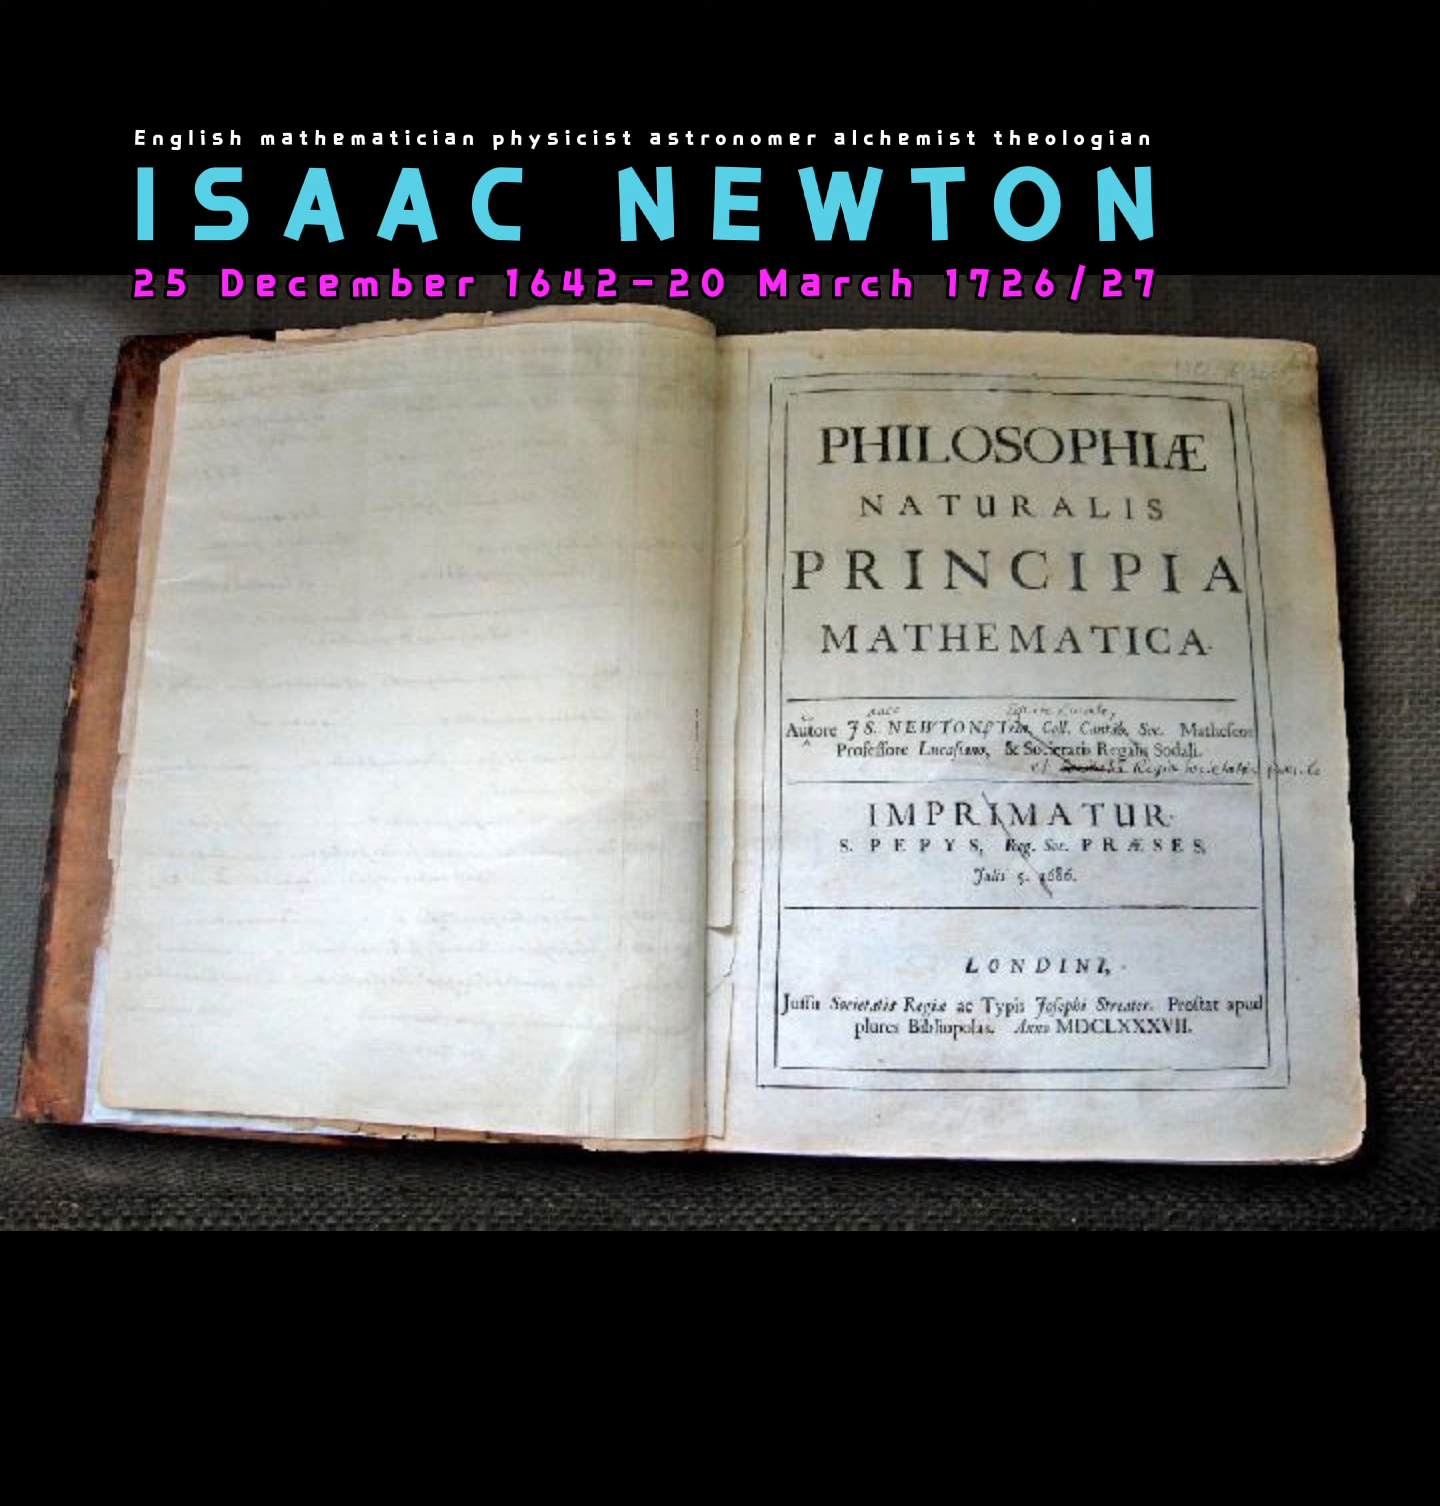 English mathematician physicist astronomer alchemist theologian
ISAAC NEWTON
25 December 1642-20 March 1726/27
PHILOSOPHIÆ
NATURALIS
PRINCIPIA
MATHEMATICA.
Autore JS. NEWTON, Trin. Coll. Cantab. Soc. Matheseos
Professore Lucasiano, & Societatis Regalis Sodali.
IMPRIMATUR.
S. PEPYS, Reg. Soc. PRÆSES.
Julii 5. 1686.
LONDINI,
Jussu Societatis Regiæ ac Typis Josephi Streater. Prostat apud
plures Bibliopolas. Anno MDCLXXXVII.